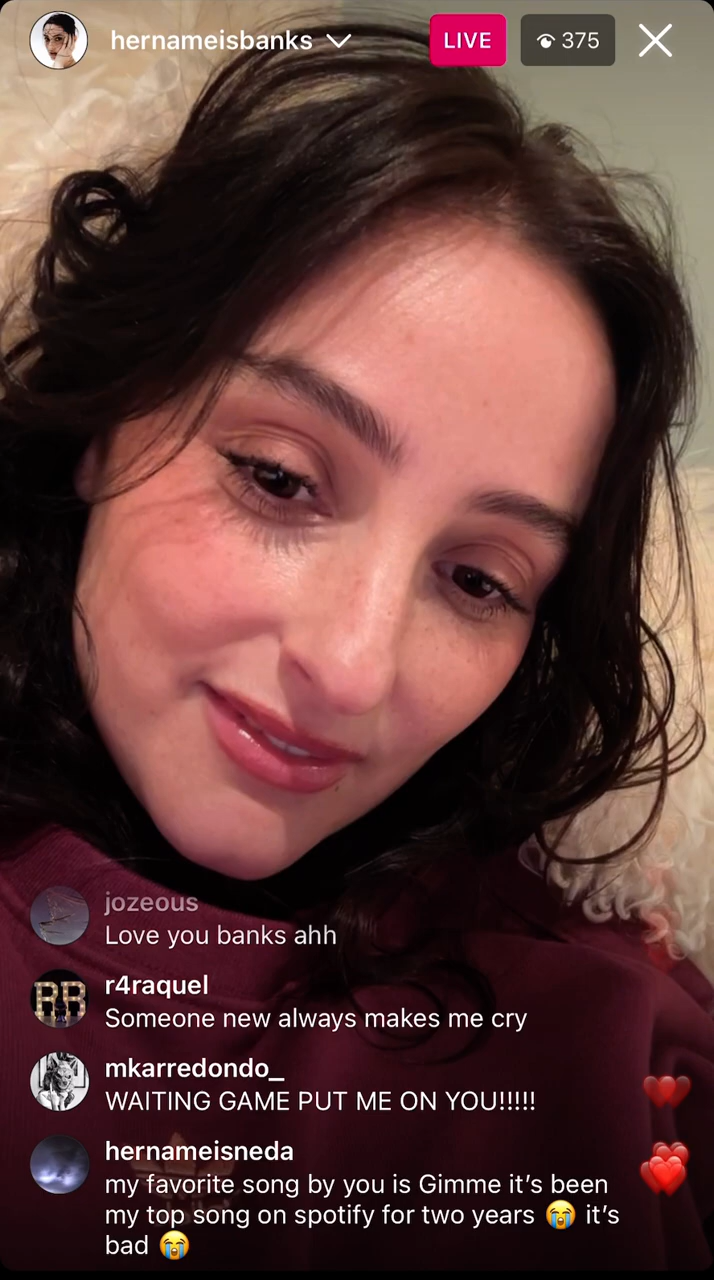 hernameisbanks
LIVE
375
jozeous
Love you banks ahh
r4raquel
Someone new always makes me cry
mkarredondo_
WAITING GAME PUT ME ON YOU!!!!!
hernameisneda
my favorite song by you is Gimme it’s been
my top song on spotify for two years 😭 it’s
bad 😭